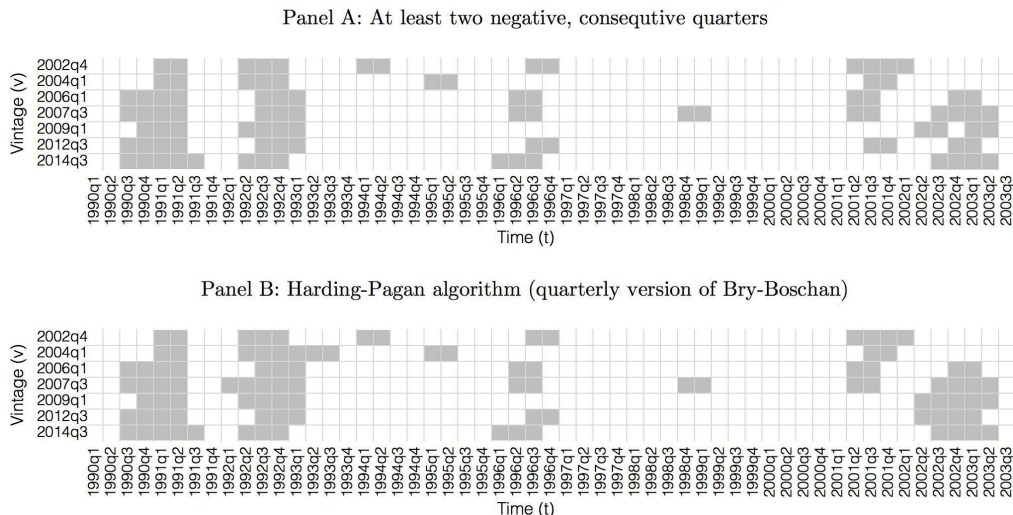 Panel A: At least two negative, consequtive quarters
Vintage (v)
2002q4
2004q1
2006q1
2007q3
2009q1
2012q3
2014q3
1990q1 1990q2 1990q3 1990q4 1991q1 1991q2 1991q3 1991q4 1992q1 1992q2 1992q3 1992q4 1993q1 1993q2 1993q3 1993q4 1994q1 1994q2 1994q3 1994q4 1995q1 1995q2 1995q3 1995q4 1996q1 1996q2 1996q3 1996q4 1997q1 1997q2 1997q3 1997q4 1998q1 1998q2 1998q3 1998q4 1999q1 1999q2 1999q3 1999q4 2000q1 2000q2 2000q3 2000q4 2001q1 2001q2 2001q3 2001q4 2002q1 2002q2 2002q3 2002q4 2003q1 2003q2 2003q3
Time (t)
Panel B: Harding-Pagan algorithm (quarterly version of Bry-Boschan)
Vintage (v)
2002q4
2004q1
2006q1
2007q3
2009q1
2012q3
2014q3
1990q1 1990q2 1990q3 1990q4 1991q1 1991q2 1991q3 1991q4 1992q1 1992q2 1992q3 1992q4 1993q1 1993q2 1993q3 1993q4 1994q1 1994q2 1994q3 1994q4 1995q1 1995q2 1995q3 1995q4 1996q1 1996q2 1996q3 1996q4 1997q1 1997q2 1997q3 1997q4 1998q1 1998q2 1998q3 1998q4 1999q1 1999q2 1999q3 1999q4 2000q1 2000q2 2000q3 2000q4 2001q1 2001q2 2001q3 2001q4 2002q1 2002q2 2002q3 2002q4 2003q1 2003q2 2003q3
Time (t)